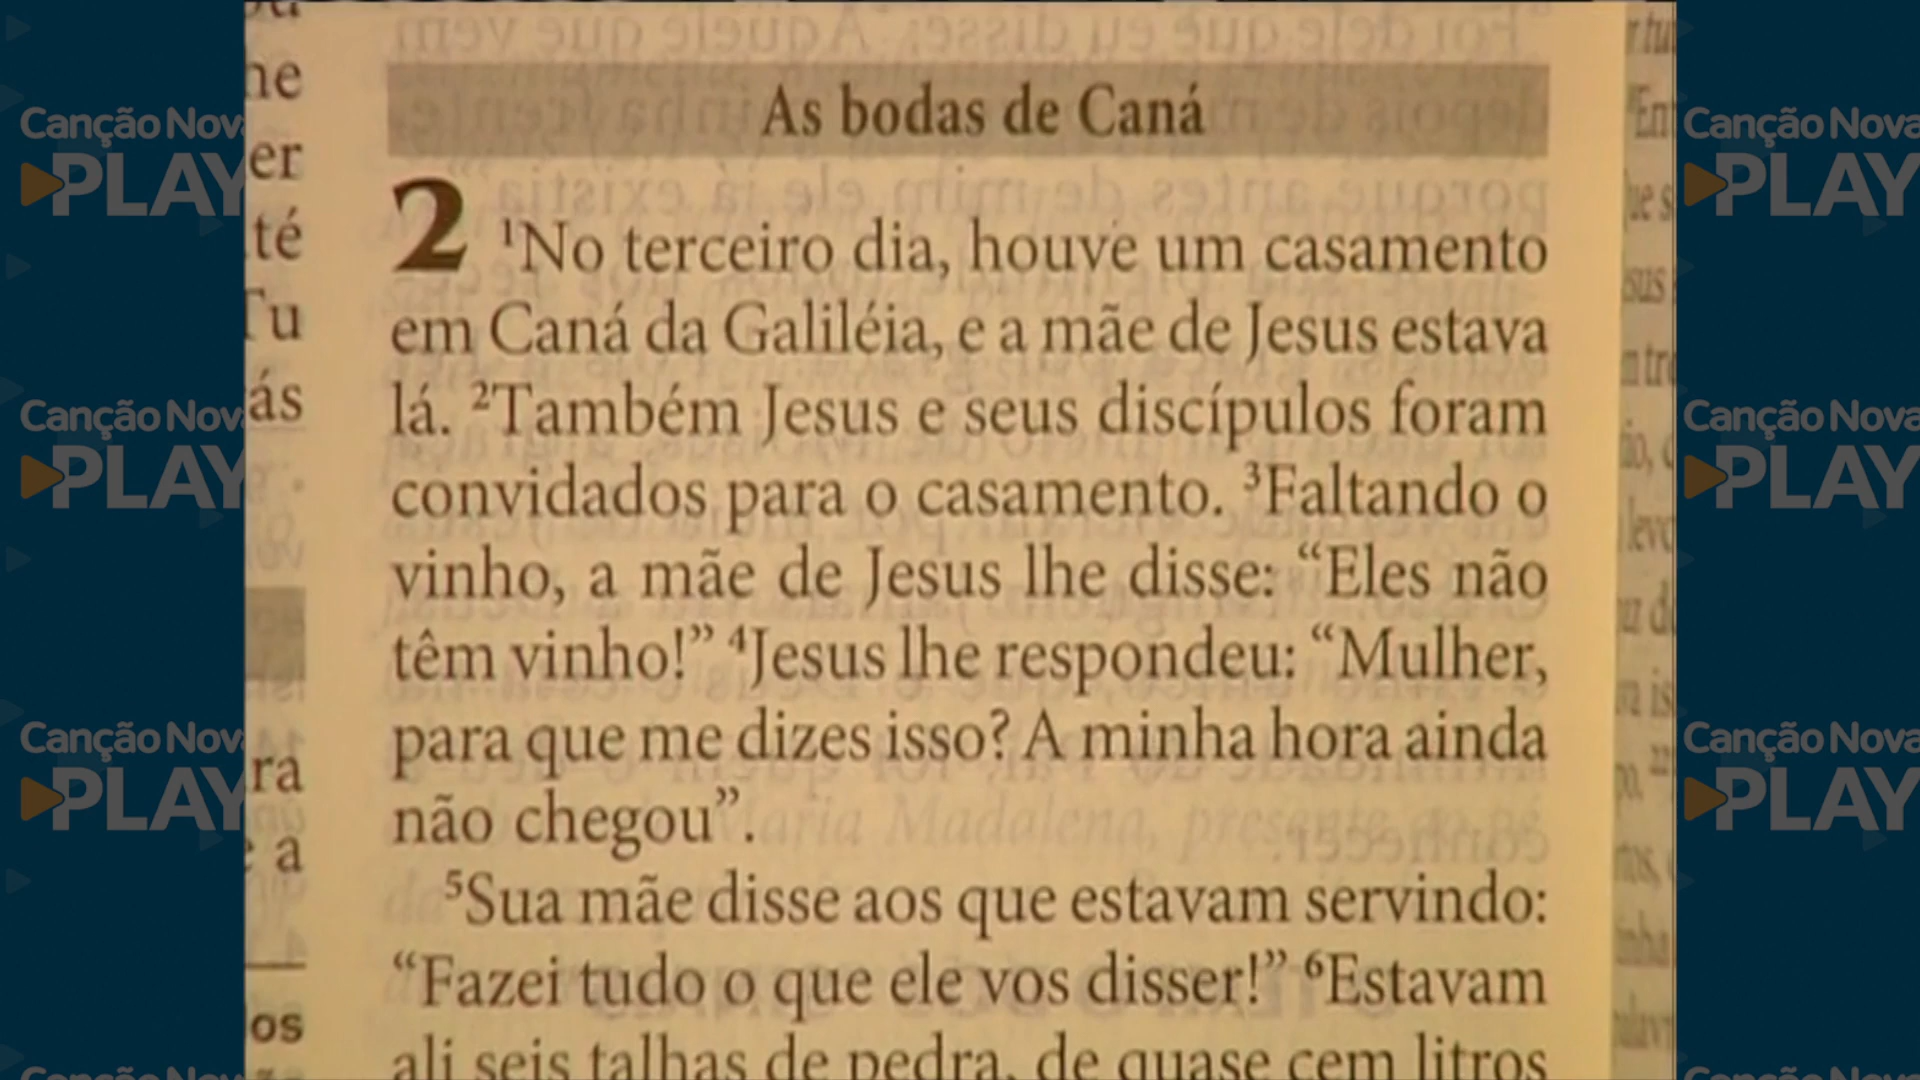 As bodas de Caná
2 ¹No terceiro dia, houve um casamento
em Caná da Galiléia, e a mãe de Jesus estava
lá. ²Também Jesus e seus discípulos foram
convidados para o casamento. ³Faltando o
vinho, a mãe de Jesus lhe disse: “Eles não
têm vinho!” ⁴Jesus lhe respondeu: “Mulher,
para que me dizes isso? A minha hora ainda
não chegou”.
⁵Sua mãe disse aos que estavam servindo:
“Fazei tudo o que ele vos disser!” ⁶Estavam
ali seis talhas de pedra, de quase cem litros
Canção Nova
PLAY
Canção Nova
PLAY
Canção Nova
PLAY
Canção Nova
PLAY
Canção Nova
PLAY
Canção Nova
PLAY